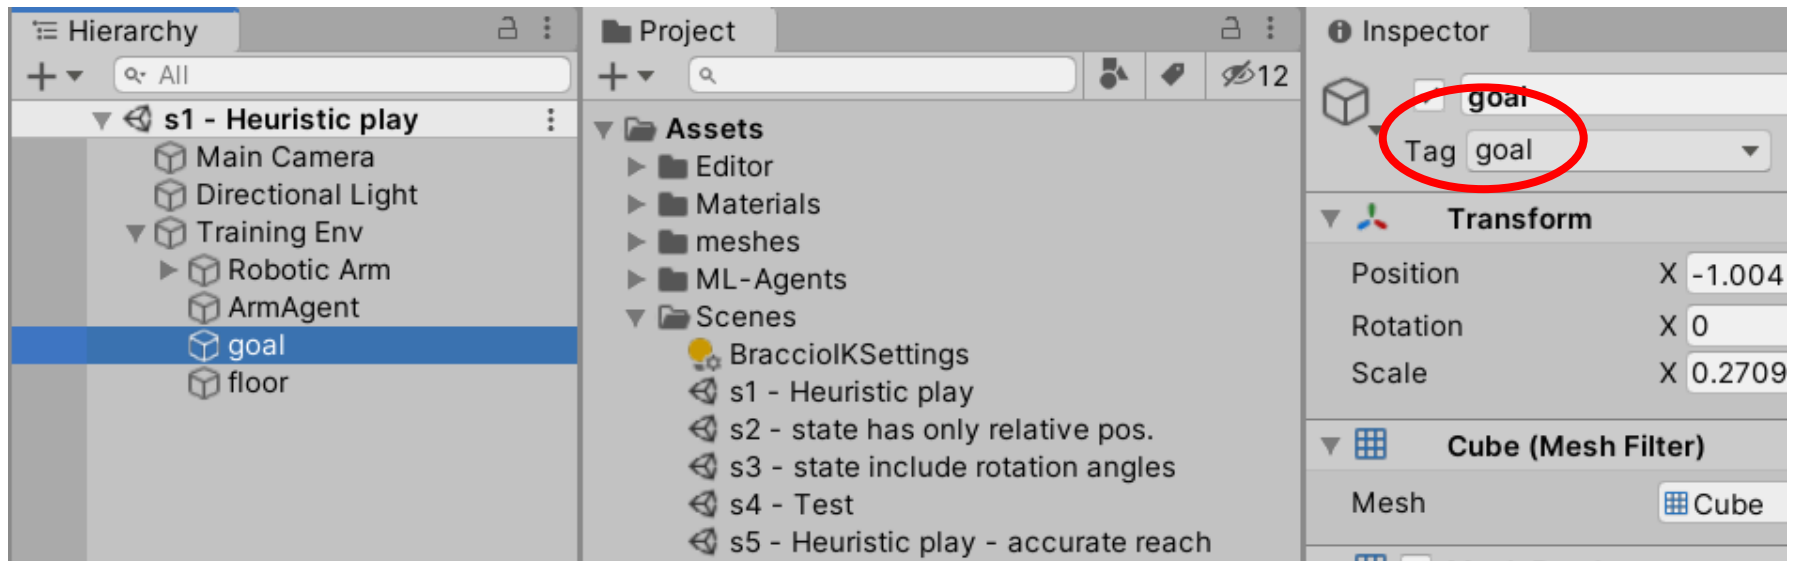 Hierarchy
All
s1 - Heuristic play
Main Camera
Directional Light
Training Env
Robotic Arm
ArmAgent
goal
floor
Project
12
Assets
Editor
Materials
meshes
ML-Agents
Scenes
BraccioIKSettings
s1 - Heuristic play
s2 - state has only relative pos.
s3 - state include rotation angles
s4 - Test
s5 - Heuristic play - accurate reach
Inspector
goal
Tag goal
Transform
Position X -1.004
Rotation X 0
Scale X 0.2709
Cube (Mesh Filter)
Mesh Cube